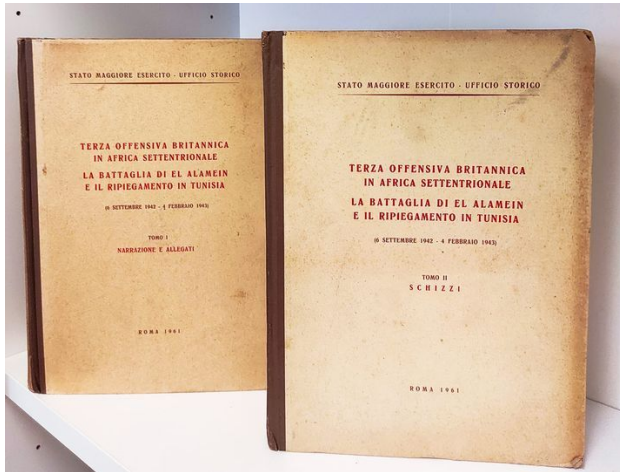 STATO MAGGIORE ESERCITO - UFFICIO STORICO
TERZA OFFENSIVA BRITANNICA
IN AFRICA SETTENTRIONALE
LA BATTAGLIA DI EL ALAMEIN
E IL RIPIEGAMENTO IN TUNISIA
(6 SETTEMBRE 1942 - 4 FEBBRAIO 1943)
TOMO I
NARRAZIONE E ALLEGATI
ROMA 1961
STATO MAGGIORE ESERCITO - UFFICIO STORICO
TERZA OFFENSIVA BRITANNICA
IN AFRICA SETTENTRIONALE
LA BATTAGLIA DI EL ALAMEIN
E IL RIPIEGAMENTO IN TUNISIA
(6 SETTEMBRE 1942 - 4 FEBBRAIO 1943)
TOMO II
SCHIZZI
ROMA 1961